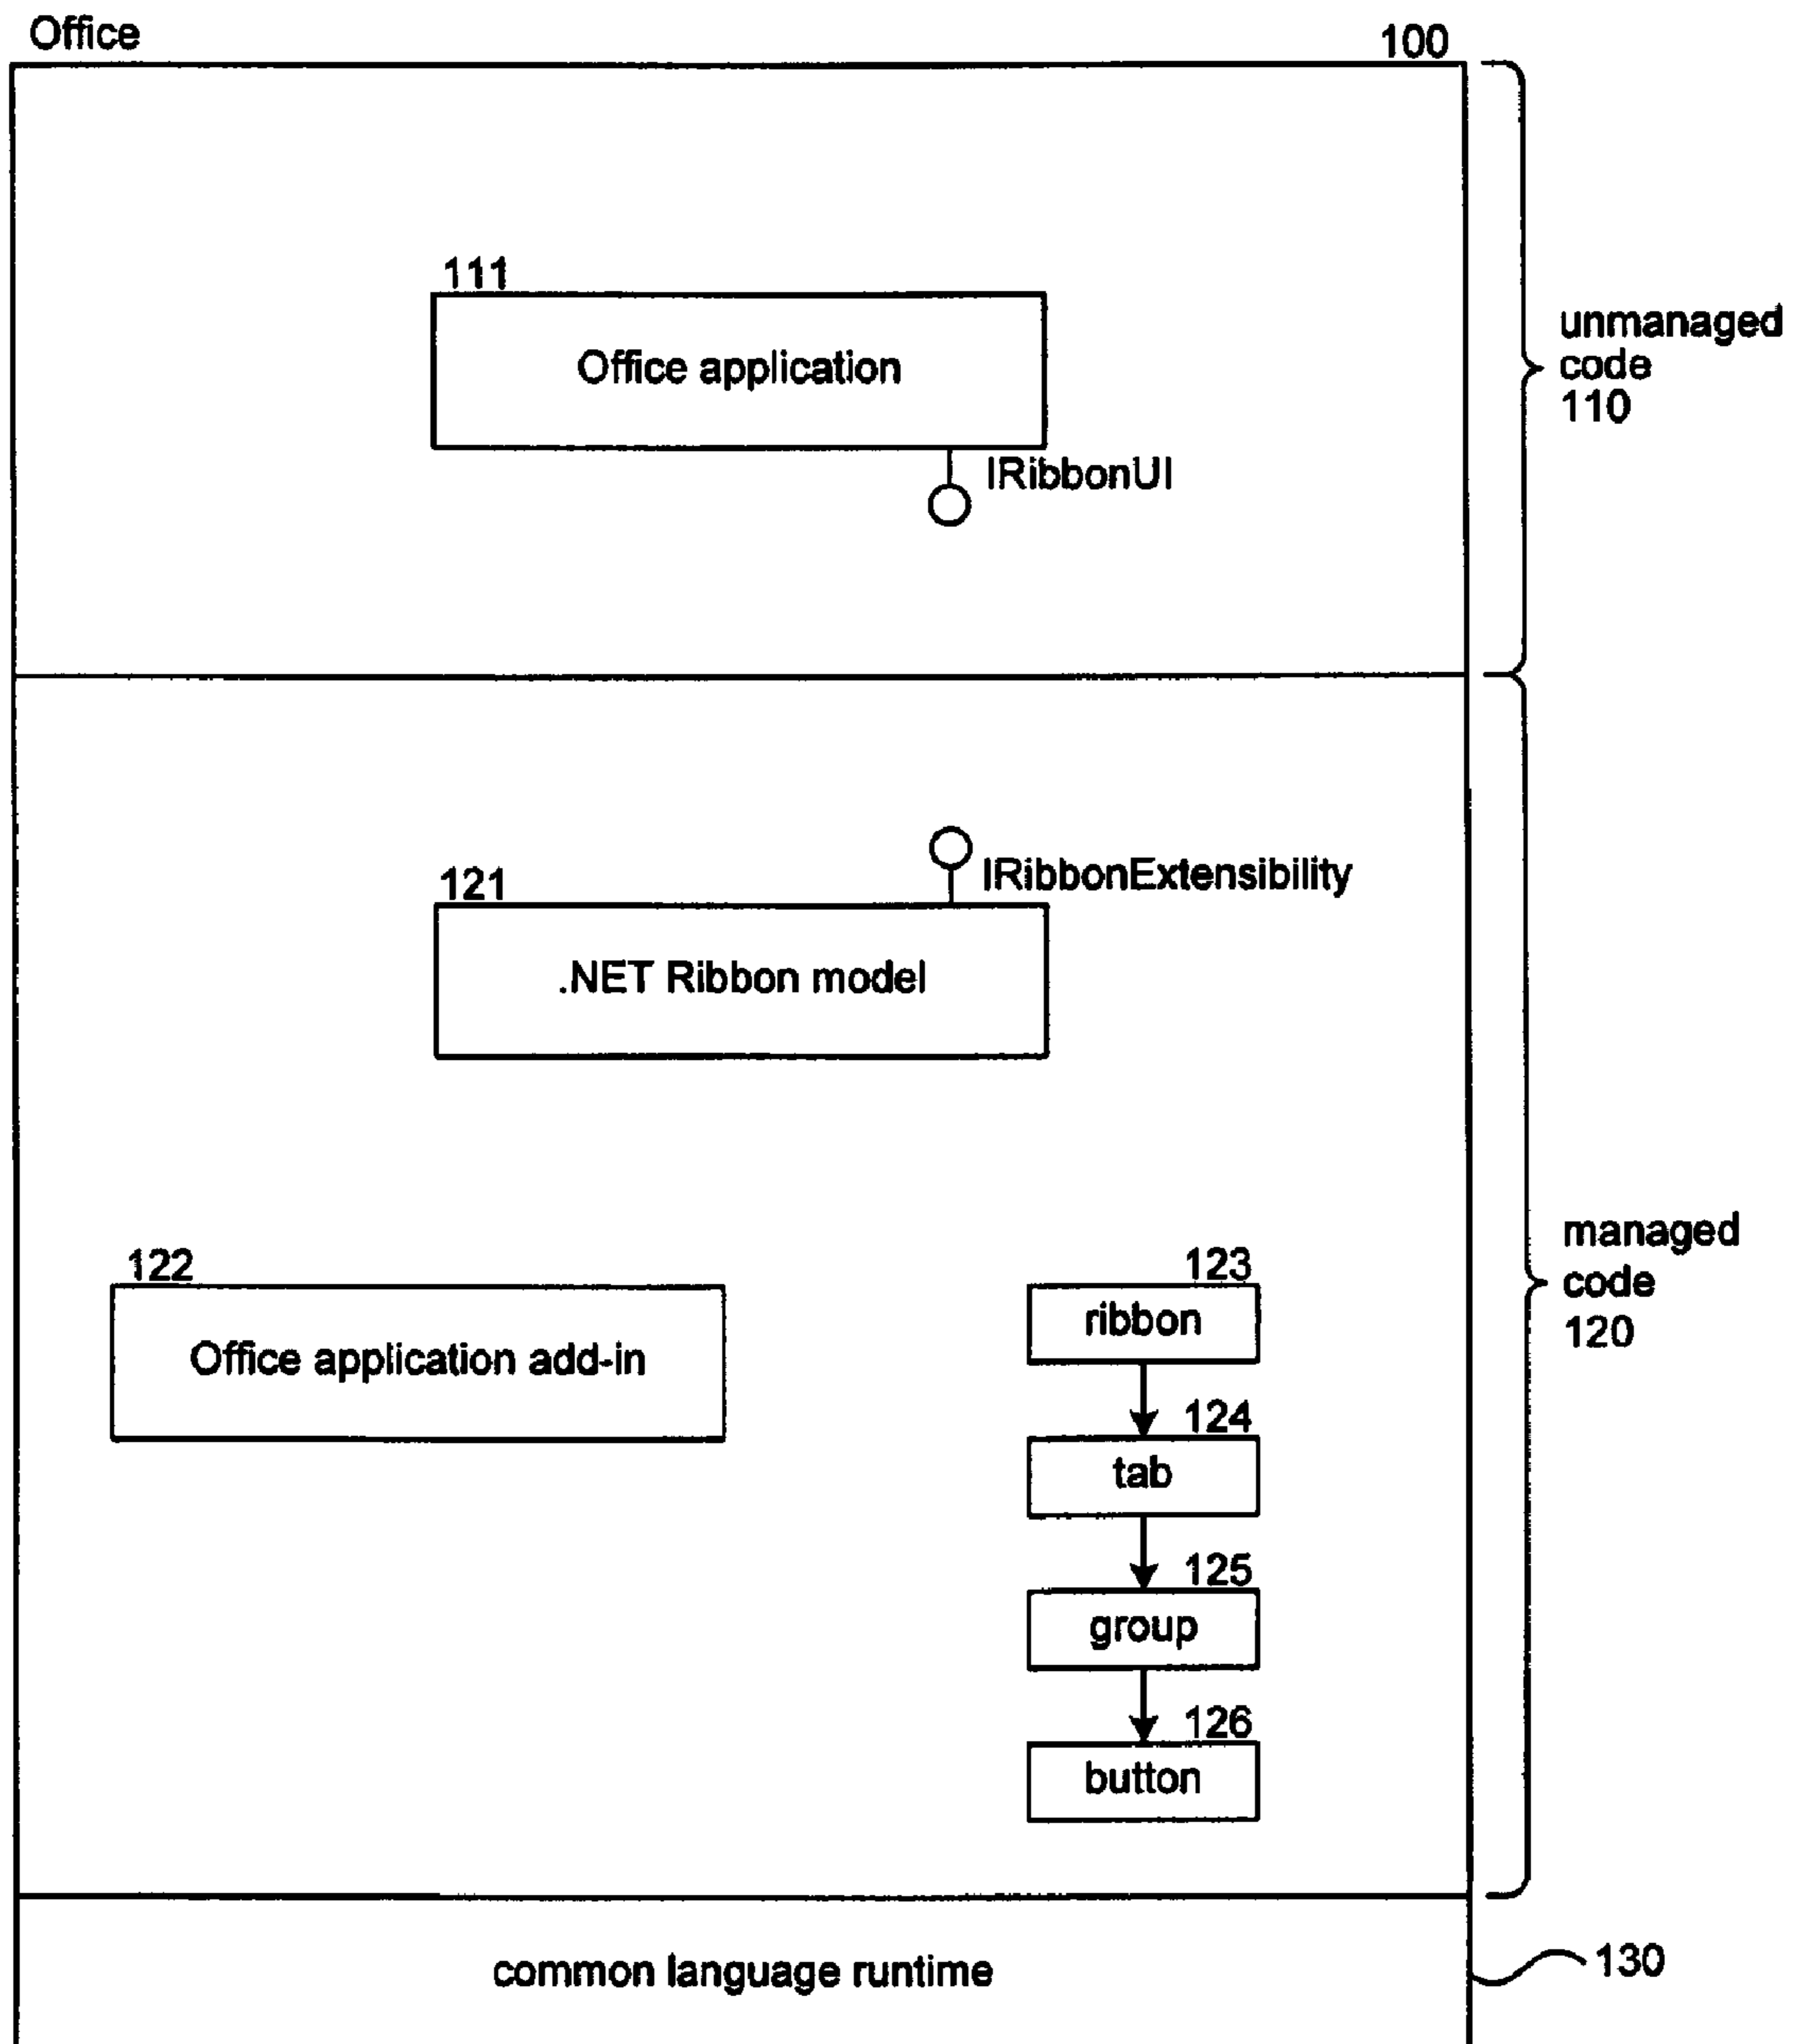 Office
100
111
Office application
IRibbonUI
unmanaged
code
110
IRibbonExtensibility
121
.NET Ribbon model
122
Office application add-in
123
ribbon
124
tab
125
group
126
button
managed
code
120
common language runtime
130